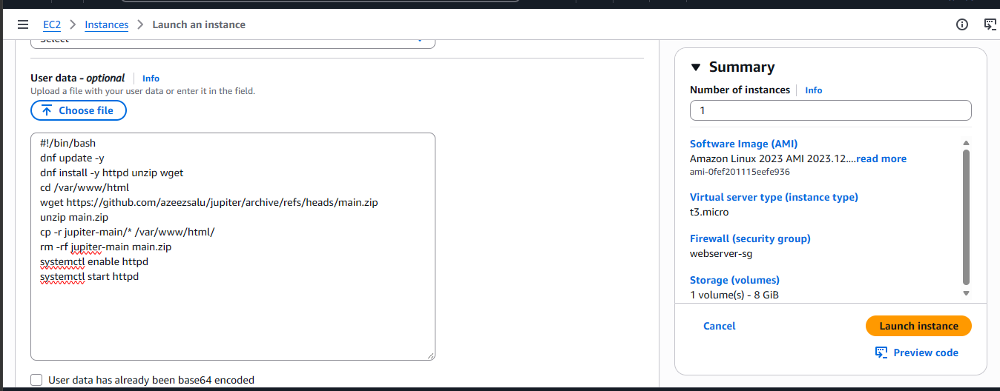 EC2 > Instances > Launch an instance
Select
User data - optional | Info
Upload a file with your user data or enter it in the field.
Choose file
#!/bin/bash
dnf update -y
dnf install -y httpd unzip wget
cd /var/www/html
wget https://github.com/azeezsalu/jupiter/archive/refs/heads/main.zip
unzip main.zip
cp -r jupiter-main/* /var/www/html/
rm -rf jupiter-main main.zip
systemctl enable httpd
systemctl start httpd
User data has already been base64 encoded
Summary
Number of instances | Info
1
Software Image (AMI)
Amazon Linux 2023 AMI 2023.12....read more
ami-0fef201115eefe936
Virtual server type (instance type)
t3.micro
Firewall (security group)
webserver-sg
Storage (volumes)
1 volume(s) - 8 GiB
Cancel
Launch instance
Preview code